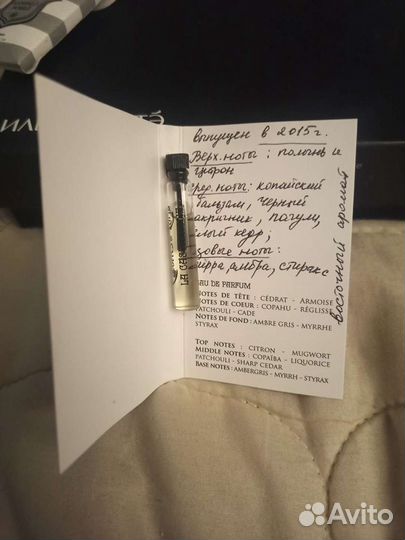 выпущен в 2015г.
Верх. ноты: полынь и
цитрон
сред. ноты: копайский
бальзам, черный
лакричник, пачули,
белый кедр;
базовые ноты:
мирра, амбра, стиракс
восточный аромат
EAU DE PARFUM
NOTES DE TÊTE : CÉDRAT - ARMOISE
NOTES DE COEUR : COPAHU - RÉGLISSE
PATCHOULI - CADE
NOTES DE FOND : AMBRE GRIS - MYRRHE
STYRAX
TOP NOTES : CITRON - MUGWORT
MIDDLE NOTES : COPAÏBA - LIQUORICE
PATCHOULI - SHARP CEDAR
BASE NOTES : AMBERGRIS - MYRRH - STYRAX
Avito